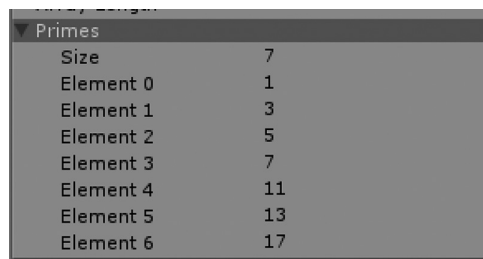 Primes
Size 7
Element 0 1
Element 1 3
Element 2 5
Element 3 7
Element 4 11
Element 5 13
Element 6 17